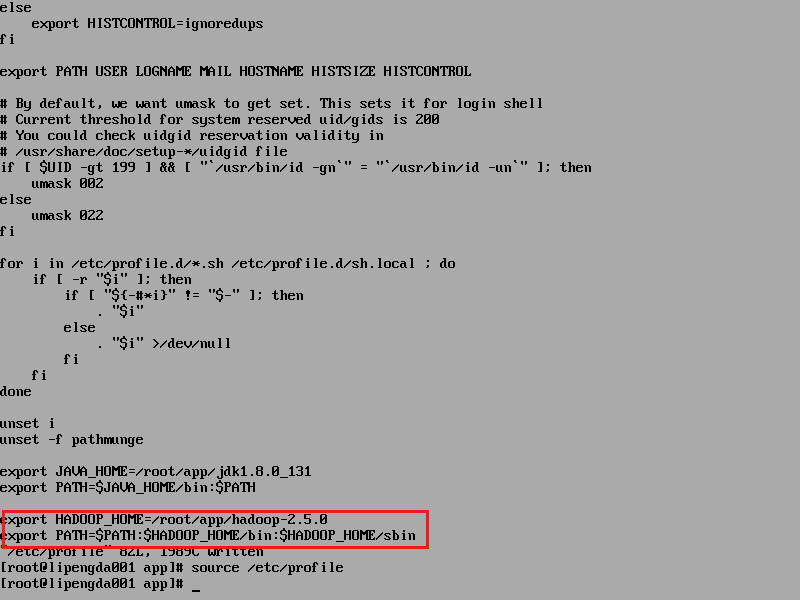 else
    export HISTCONTROL=ignoredups
fi
export PATH USER LOGNAME MAIL HOSTNAME HISTSIZE HISTCONTROL
# By default, we want umask to get set. This sets it for login shell
# Current threshold for system reserved uid/gids is 200
# You could check uidgid reservation validity in
# /usr/share/doc/setup-*/uidgid file
if [ $UID -gt 199 ] && [ "`/usr/bin/id -gn`" = "`/usr/bin/id -un`" ]; then
    umask 002
else
    umask 022
fi
for i in /etc/profile.d/*.sh /etc/profile.d/sh.local ; do
    if [ -r "$i" ]; then
        if [ "${-#*i}" != "$-" ]; then
            . "$i"
        else
            . "$i" >/dev/null
        fi
    fi
done
unset i
unset -f pathmunge
export JAVA_HOME=/root/app/jdk1.8.0_131
export PATH=$JAVA_HOME/bin:$PATH
export HADOOP_HOME=/root/app/hadoop-2.5.0
export PATH=$PATH:$HADOOP_HOME/bin:$HADOOP_HOME/sbin
"/etc/profile" 82L, 1989C written
[root@lipengda001 app]# source /etc/profile
[root@lipengda001 app]# _